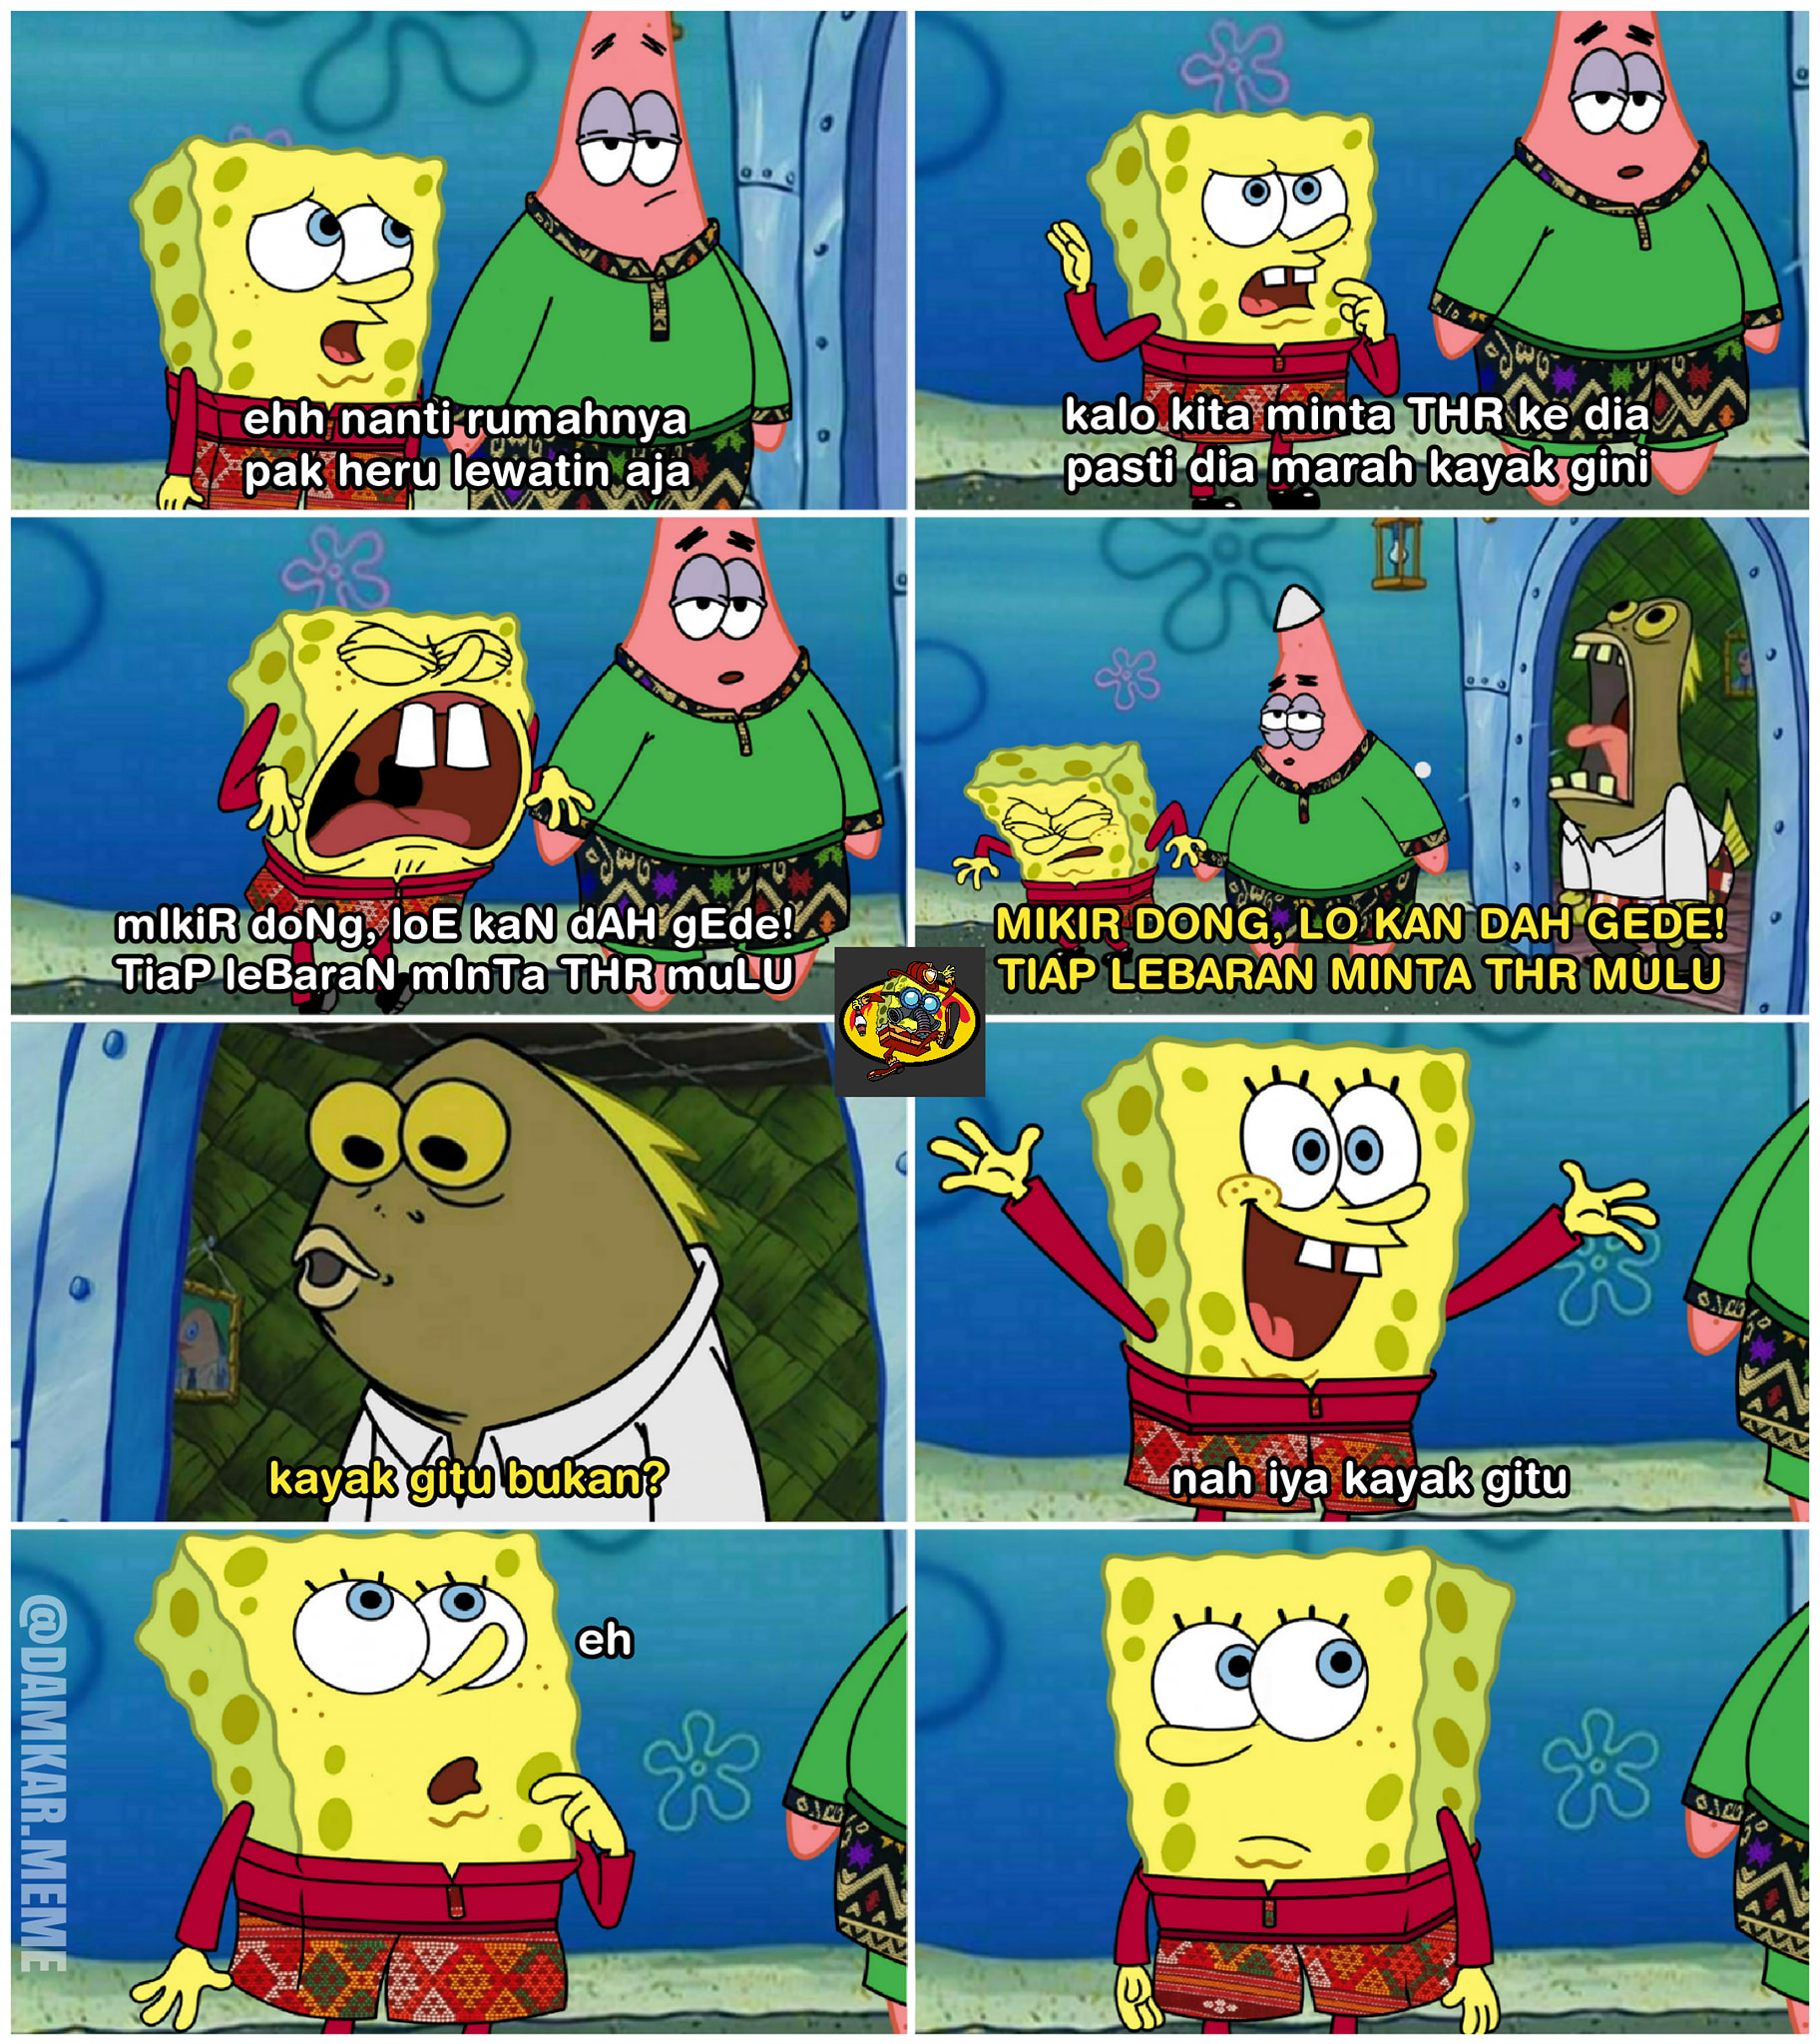 ehh nanti rumahnya
pak heru lewatin aja
kalo kita minta THR ke dia
pasti dia marah kayak gini
mIkiR doNg, loE kaN dAH gEde!
TiaP leBaraN mInTa THR muLU
MIKIR DONG, LO KAN DAH GEDE!
TIAP LEBARAN MINTA THR MULU
kayak gitu bukan?
nah iya kayak gitu
eh
@DAMKAR.MEME